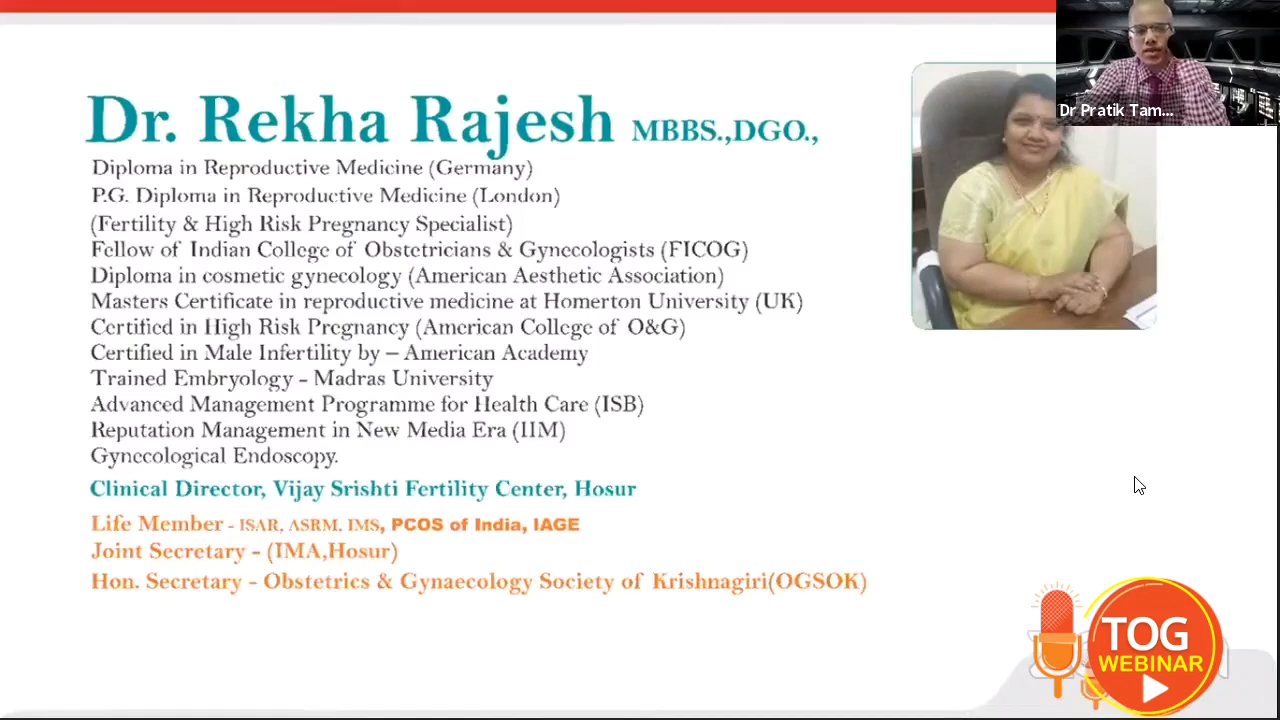 Dr. Rekha Rajesh MBBS.,DGO.,
Diploma in Reproductive Medicine (Germany)
P.G. Diploma in Reproductive Medicine (London)
(Fertility & High Risk Pregnancy Specialist)
Fellow of Indian College of Obstetricians & Gynecologists (FICOG)
Diploma in cosmetic gynecology (American Aesthetic Association)
Masters Certificate in reproductive medicine at Homerton University (UK)
Certified in High Risk Pregnancy (American College of O&G)
Certified in Male Infertility by – American Academy
Trained Embryology - Madras University
Advanced Management Programme for Health Care (ISB)
Reputation Management in New Media Era (IIM)
Gynecological Endoscopy.
Clinical Director, Vijay Srishti Fertility Center, Hosur
Life Member - ISAR, ASRM, IMS, PCOS of India, IAGE
Joint Secretary - (IMA,Hosur)
Hon. Secretary - Obstetrics & Gynaecology Society of Krishnagiri(OGSOK)
Dr Pratik Tam...
TOG
WEBINAR